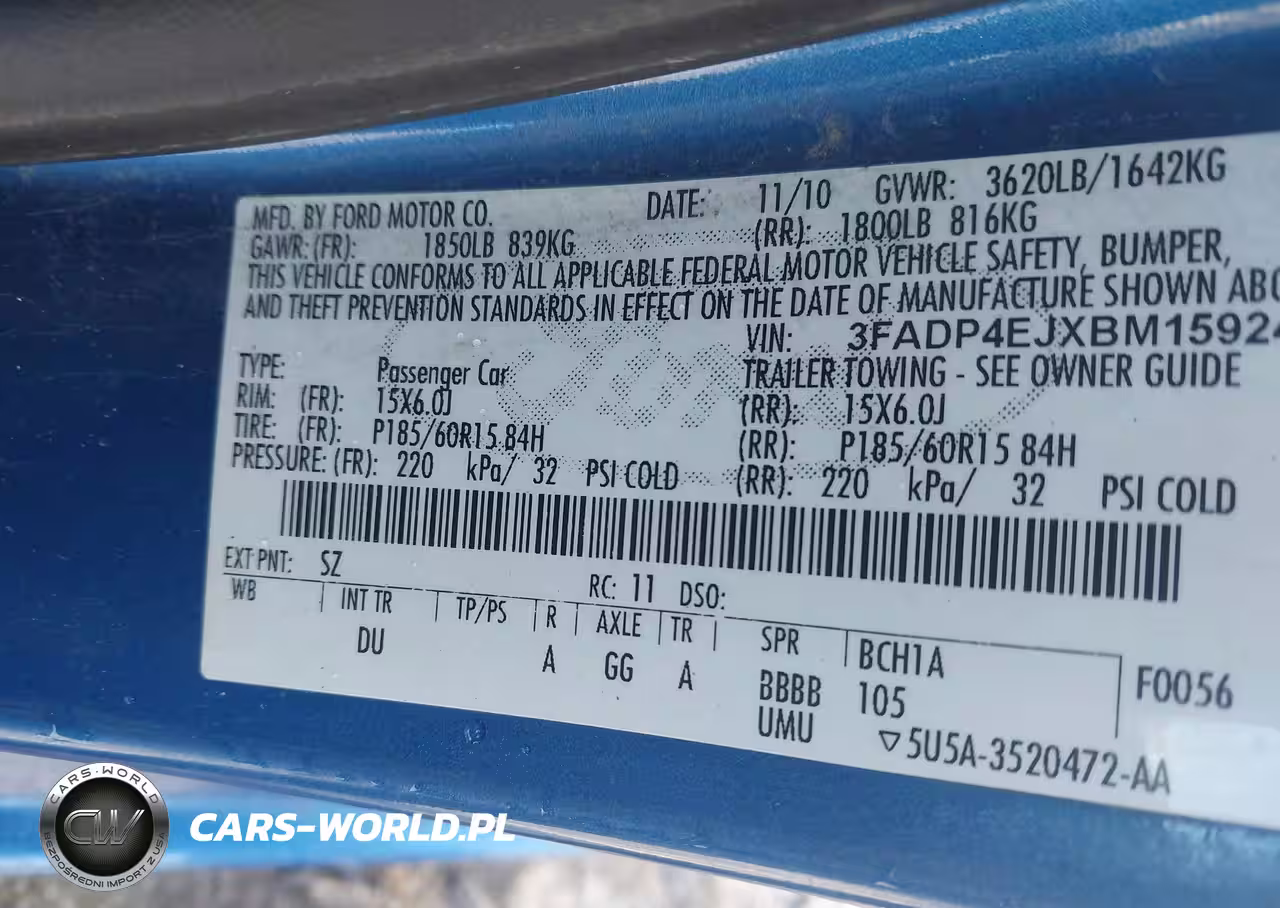 MFD. BY FORD MOTOR CO. DATE: 11/10 GVWR: 3620LB/1642KG
GAWR: (FR): 1850LB 839KG (RR): 1800LB 816KG
THIS VEHICLE CONFORMS TO ALL APPLICABLE FEDERAL MOTOR VEHICLE SAFETY, BUMPER,
AND THEFT PREVENTION STANDARDS IN EFFECT ON THE DATE OF MANUFACTURE SHOWN
VIN: 3FADP4EJXBM1592
TYPE: Passenger Car TRAILER TOWING - SEE OWNER GUIDE
RIM: (FR): 15X6.0J (RR): 15X6.0J
TIRE: (FR): P185/60R15 84H (RR): P185/60R15 84H
PRESSURE: (FR): 220 kPa/ 32 PSI COLD (RR): 220 kPa/ 32 PSI COLD
EXT PNT: SZ RC: 11 DSO:
WB INT TR TP/PS R AXLE TR SPR BCH1A F0056
DU A GG A BBBB 105
UMU ▽5U5A-3520472-AA
CARS-WORLD
CW
BEZPOŚREDNI IMPORT Z USA
CARS-WORLD.PL